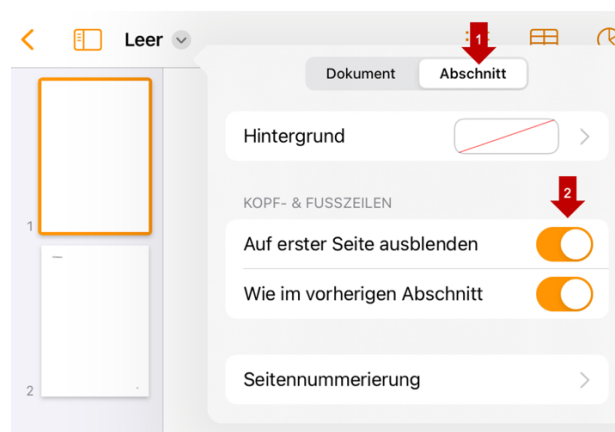 Leer
1
Dokument Abschnitt
Hintergrund
KOPF- & FUSSZEILEN
2
Auf erster Seite ausblenden
Wie im vorherigen Abschnitt
Seitennummerierung
1
2